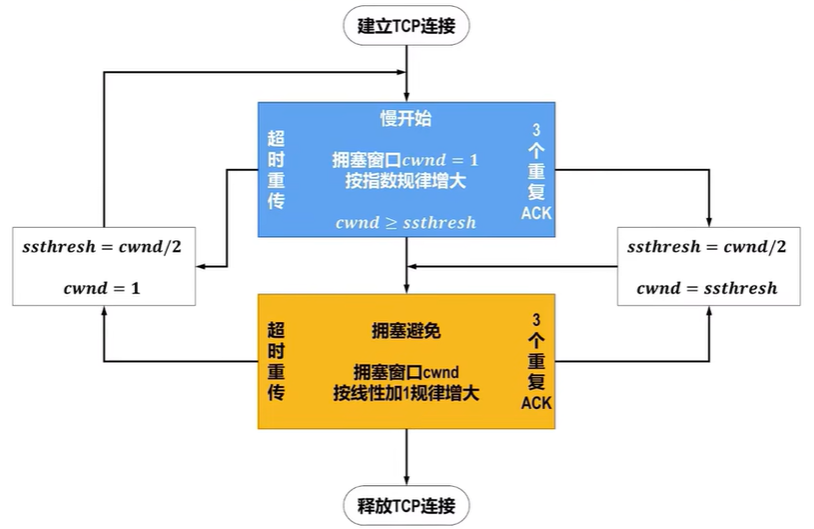 建立TCP连接
慢开始
拥塞窗口cwnd = 1
按指数规律增大
cwnd ≥ ssthresh
超时重传
3个重复ACK
ssthresh = cwnd/2
cwnd = 1
ssthresh = cwnd/2
cwnd = ssthresh
拥塞避免
拥塞窗口cwnd
按线性加1规律增大
超时重传
3个重复ACK
释放TCP连接